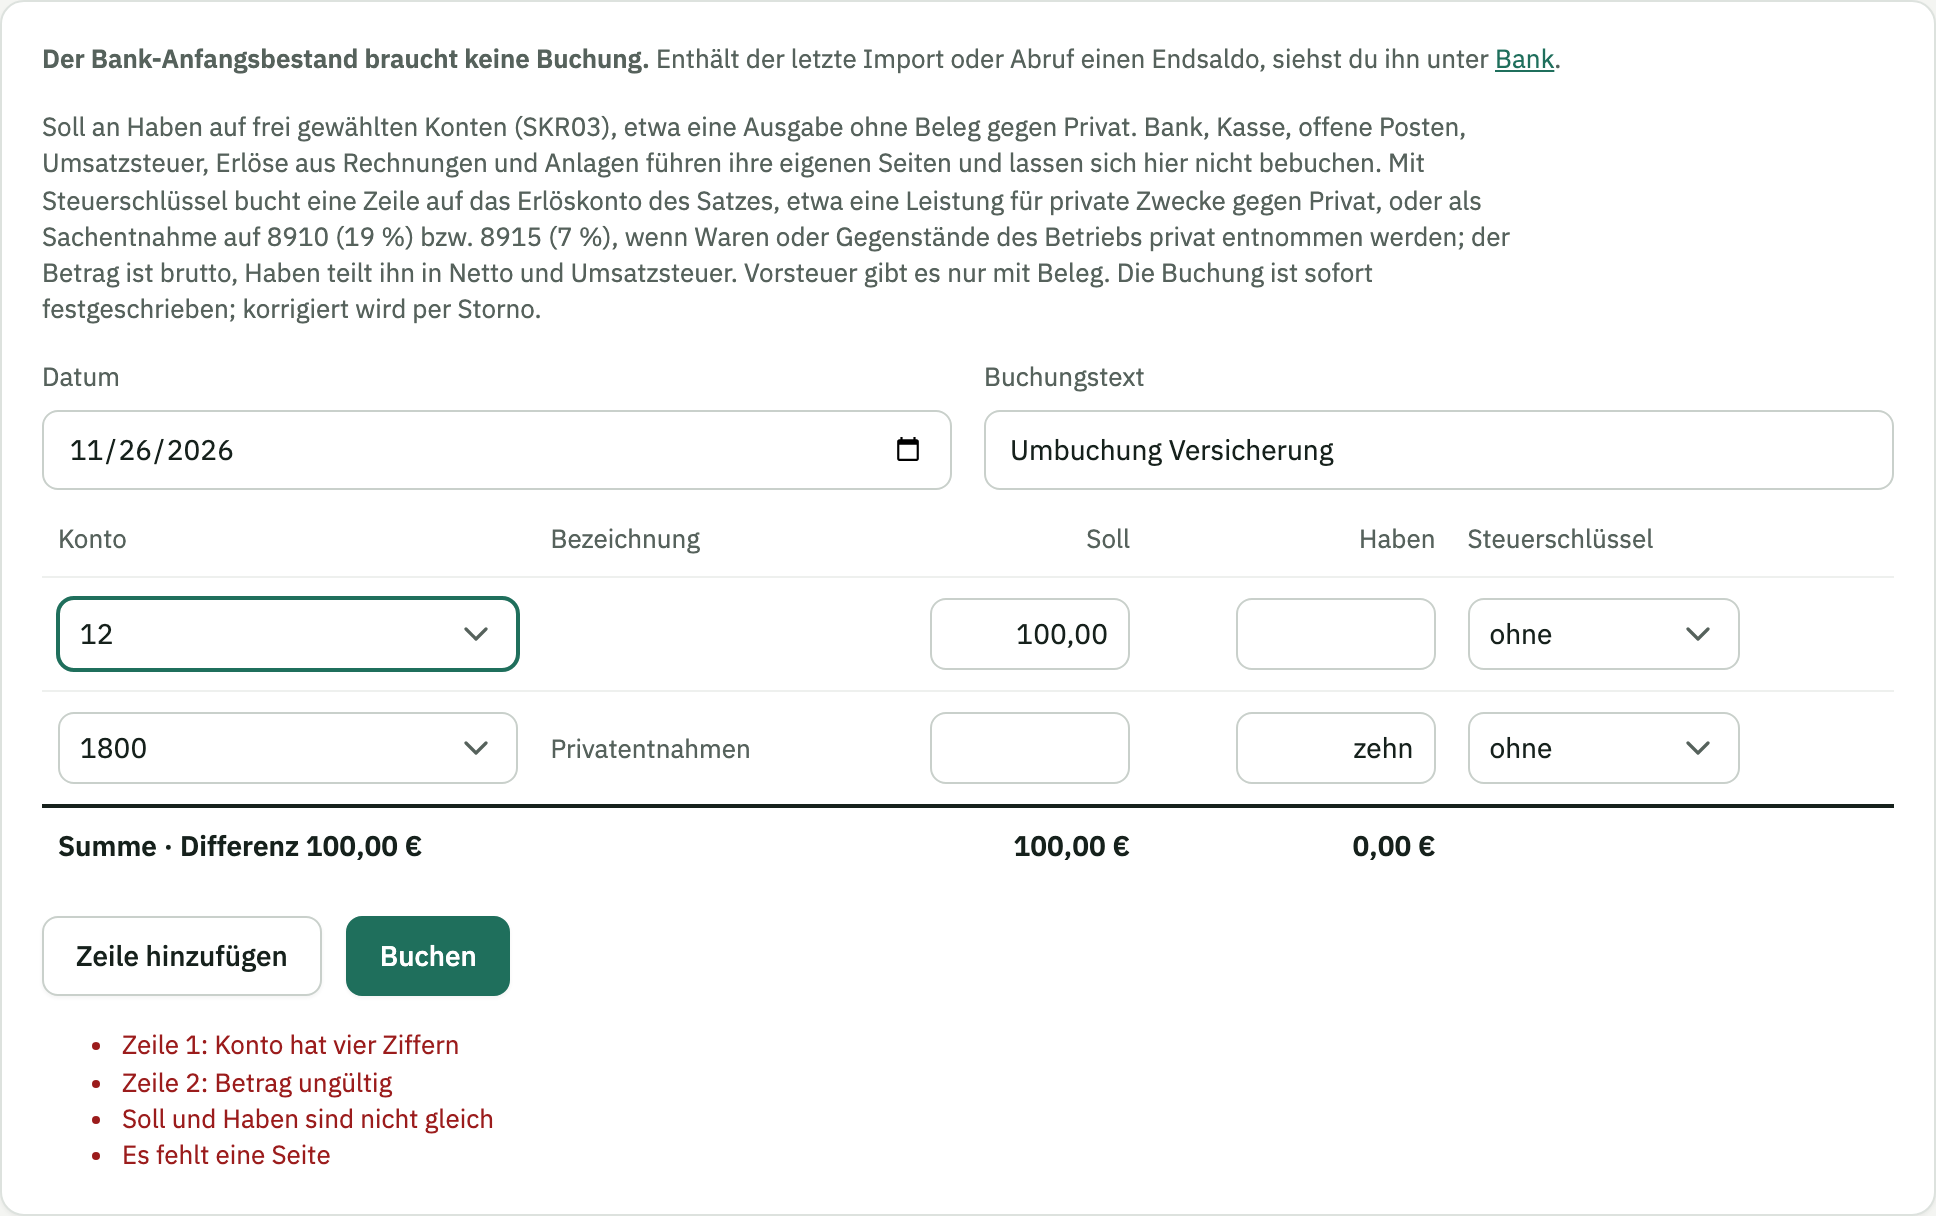 Der Bank-Anfangsbestand braucht keine Buchung. Enthält der letzte Import oder Abruf einen Endsaldo, siehst du ihn unter Bank.
Soll an Haben auf frei gewählten Konten (SKR03), etwa eine Ausgabe ohne Beleg gegen Privat. Bank, Kasse, offene Posten,
Umsatzsteuer, Erlöse aus Rechnungen und Anlagen führen ihre eigenen Seiten und lassen sich hier nicht bebuchen. Mit
Steuerschlüssel bucht eine Zeile auf das Erlöskonto des Satzes, etwa eine Leistung für private Zwecke gegen Privat, oder als
Sachentnahme auf 8910 (19 %) bzw. 8915 (7 %), wenn Waren oder Gegenstände des Betriebs privat entnommen werden; der
Betrag ist brutto, Haben teilt ihn in Netto und Umsatzsteuer. Vorsteuer gibt es nur mit Beleg. Die Buchung ist sofort
festgeschrieben; korrigiert wird per Storno.
Datum Buchungstext
11/26/2026 Umbuchung Versicherung
Konto Bezeichnung Soll Haben Steuerschlüssel
12 100,00 ohne
1800 Privatentnahmen zehn ohne
Summe · Differenz 100,00 € 100,00 € 0,00 €
Zeile hinzufügen Buchen
• Zeile 1: Konto hat vier Ziffern
• Zeile 2: Betrag ungültig
• Soll und Haben sind nicht gleich
• Es fehlt eine Seite